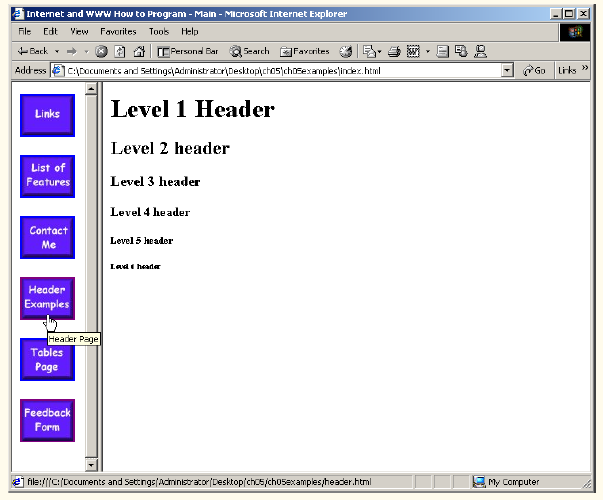 Internet and WWW How to Program - Main - Microsoft Internet Explorer
File Edit View Favorites Tools Help
Back Personal Bar Search Favorites
Address C:\Documents and Settings\Administrator\Desktop\ch05\ch05examples\index.html Go Links »
Links
List of
Features
Contact
Me
Header
Examples
Header Page
Tables
Page
Feedback
Form
Level 1 Header
Level 2 header
Level 3 header
Level 4 header
Level 5 header
Level 6 header
file:///C:/Documents and Settings/Administrator/Desktop/ch05/ch05examples/header.html My Computer